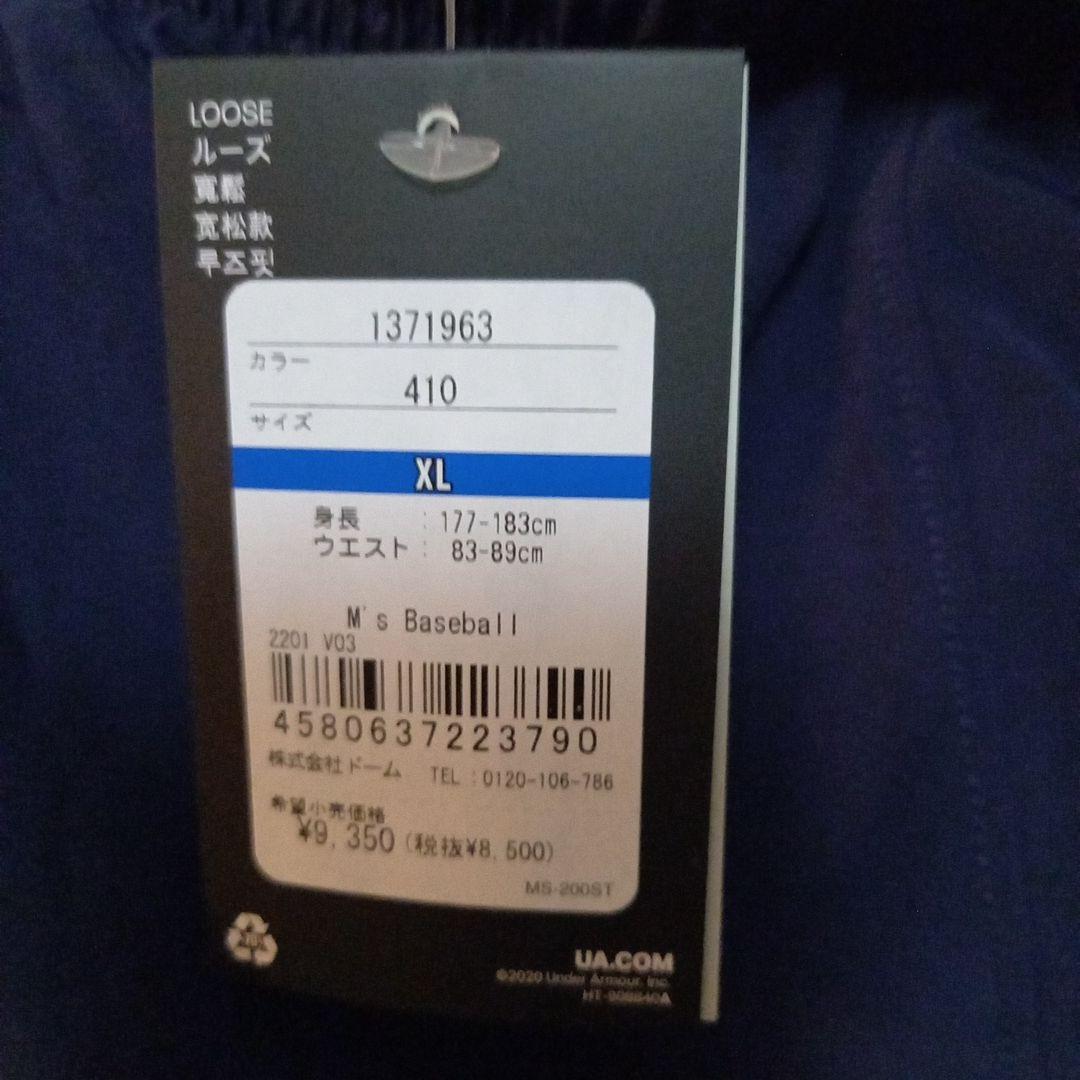 LOOSE
ルーズ
寬鬆
宽松款
루즈핏
1371963
カラー
410
サイズ
XL
身長 : 177-183cm
ウエスト : 83-89cm
M's Baseball
2201 V03
4580637223790
株式会社ドーム TEL:0120-106-786
希望小売価格
¥9,350(税抜¥8,500)
MS-200ST
UA.COM
©2020 Under Armour, Inc.